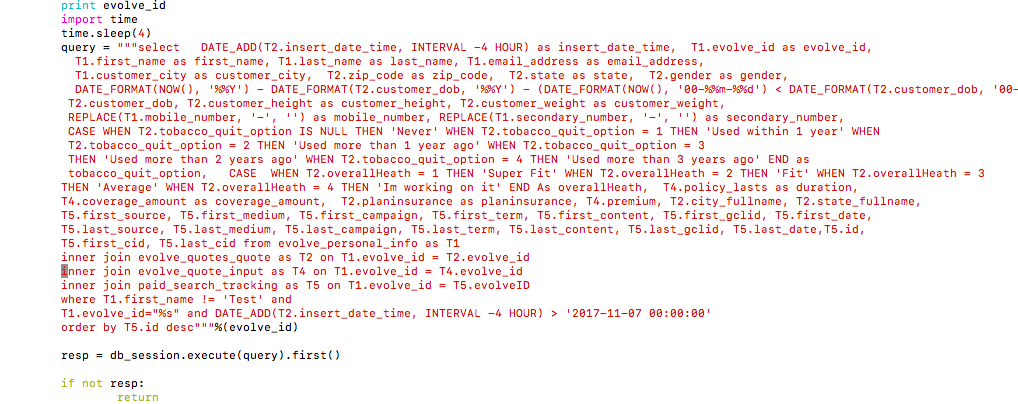 print evolve_id
import time
time.sleep(4)
query = """select   DATE_ADD(T2.insert_date_time, INTERVAL -4 HOUR) as insert_date_time,  T1.evolve_id as evolve_id,
T1.first_name as first_name, T1.last_name as last_name, T1.email_address as email_address,
T1.customer_city as customer_city,  T2.zip_code as zip_code,  T2.state as state,  T2.gender as gender,
DATE_FORMAT(NOW(), '%%Y') - DATE_FORMAT(T2.customer_dob, '%%Y') - (DATE_FORMAT(NOW(), '00-%%m-%%d') < DATE_FORMAT(T2.customer_dob, '00-
T2.customer_dob, T2.customer_height as customer_height, T2.customer_weight as customer_weight,
REPLACE(T1.mobile_number, '-', '') as mobile_number, REPLACE(T1.secondary_number, '-', '') as secondary_number,
CASE WHEN T2.tobacco_quit_option IS NULL THEN 'Never' WHEN T2.tobacco_quit_option = 1 THEN 'Used within 1 year' WHEN
T2.tobacco_quit_option = 2 THEN 'Used more than 1 year ago' WHEN T2.tobacco_quit_option = 3
THEN 'Used more than 2 years ago' WHEN T2.tobacco_quit_option = 4 THEN 'Used more than 3 years ago' END as
tobacco_quit_option,   CASE  WHEN T2.overallHeath = 1 THEN 'Super Fit' WHEN T2.overallHeath = 2 THEN 'Fit' WHEN T2.overallHeath = 3
THEN 'Average' WHEN T2.overallHeath = 4 THEN 'Im working on it' END As overallHeath,  T4.policy_lasts as duration,
T4.coverage_amount as coverage_amount,  T2.planinsurance as planinsurance, T4.premium, T2.city_fullname, T2.state_fullname,
T5.first_source, T5.first_medium, T5.first_campaign, T5.first_term, T5.first_content, T5.first_gclid, T5.first_date,
T5.last_source, T5.last_medium, T5.last_campaign, T5.last_term, T5.last_content, T5.last_gclid, T5.last_date,T5.id,
T5.first_cid, T5.last_cid from evolve_personal_info as T1
inner join evolve_quotes_quote as T2 on T1.evolve_id = T2.evolve_id
inner join evolve_quote_input as T4 on T1.evolve_id = T4.evolve_id
inner join paid_search_tracking as T5 on T1.evolve_id = T5.evolveID
where T1.first_name != 'Test' and
T1.evolve_id="%s" and DATE_ADD(T2.insert_date_time, INTERVAL -4 HOUR) > '2017-11-07 00:00:00'
order by T5.id desc"""%(evolve_id)
resp = db_session.execute(query).first()
if not resp:
return